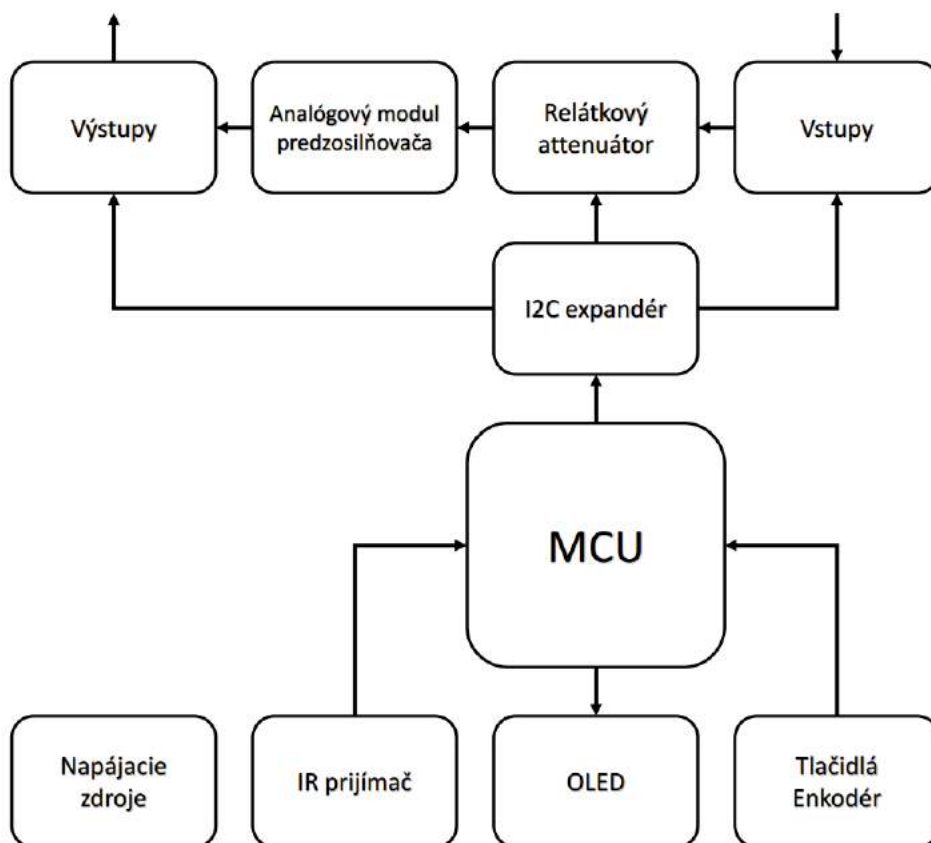 Výstupy
Analógový modul
predzosilňovača
Relátkový
attenuátor
Vstupy
I2C expandér
MCU
Napájacie
zdroje
IR prijímač
OLED
Tlačidlá
Enkodér